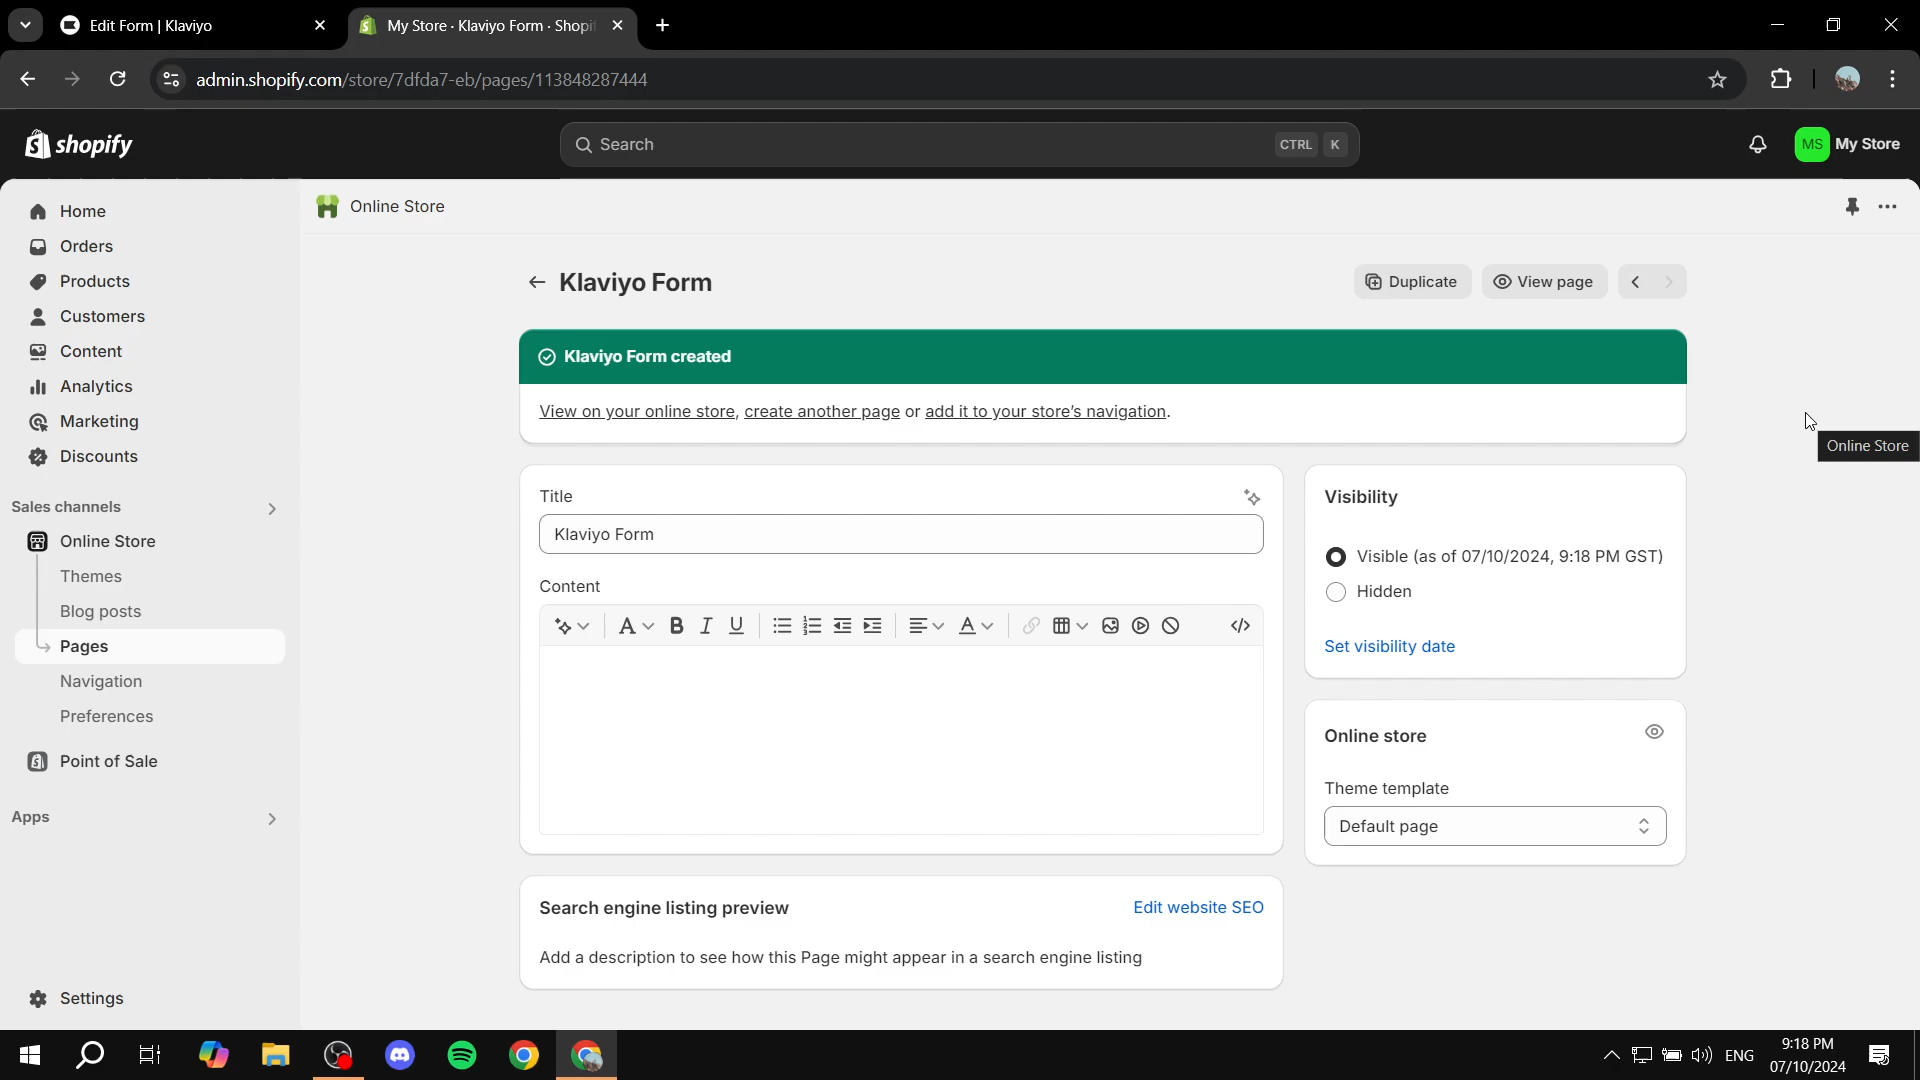 Edit Form | Klaviyo
My Store · Klaviyo Form · Shopi
admin.shopify.com/store/7dfda7-eb/pages/113848287444
shopify
Search
CTRL K
MS My Store
Home
Orders
Products
Customers
Content
Analytics
Marketing
Discounts
Sales channels
Online Store
Themes
Blog posts
Pages
Navigation
Preferences
Point of Sale
Apps
Settings
Online Store
Klaviyo Form
Duplicate
View page
Klaviyo Form created
View on your online store, create another page or add it to your store's navigation.
Online Store
Title
Klaviyo Form
Content
Visibility
Visible (as of 07/10/2024, 9:18 PM GST)
Hidden
Set visibility date
Online store
Theme template
Default page
Search engine listing preview
Edit website SEO
Add a description to see how this Page might appear in a search engine listing
ENG
9:18 PM
07/10/2024